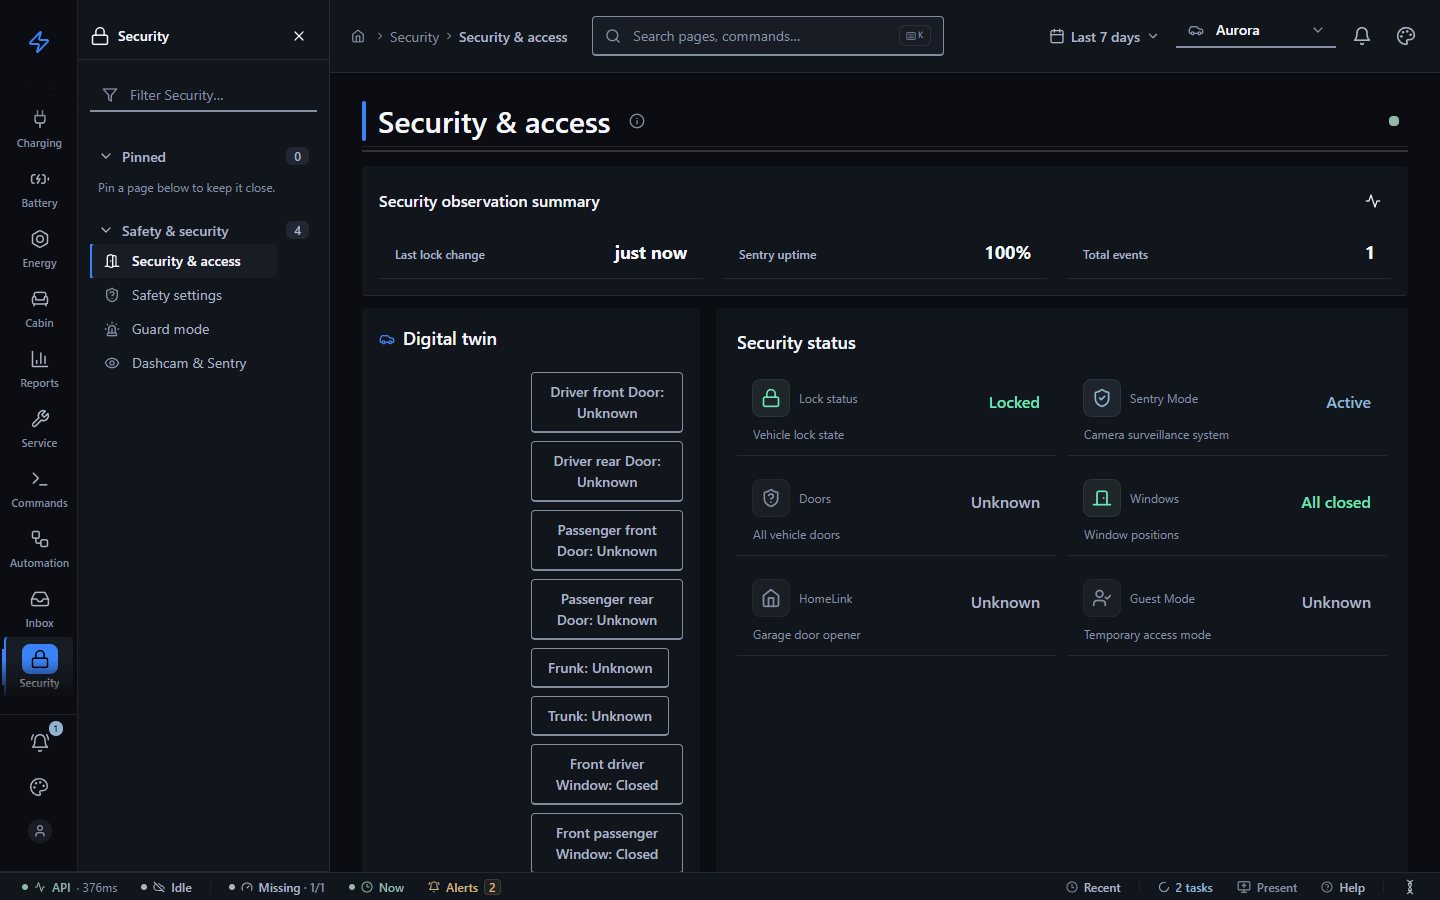 Security
Security
Security & access
Search pages, commands...
K
Last 7 days
Aurora
Filter Security...
Charging
Battery
Energy
Cabin
Reports
Service
Commands
Automation
Inbox
Security
1
Pinned
0
Pin a page below to keep it close.
Safety & security
4
Security & access
Safety settings
Guard mode
Dashcam & Sentry
Security & access
Security observation summary
Last lock change
just now
Sentry uptime
100%
Total events
1
Digital twin
Driver front Door:
Unknown
Driver rear Door:
Unknown
Passenger front
Door: Unknown
Passenger rear
Door: Unknown
Frunk: Unknown
Trunk: Unknown
Front driver
Window: Closed
Front passenger
Window: Closed
Security status
Lock status
Locked
Vehicle lock state
Sentry Mode
Active
Camera surveillance system
Doors
Unknown
All vehicle doors
Windows
All closed
Window positions
HomeLink
Unknown
Garage door opener
Guest Mode
Unknown
Temporary access mode
API · 376ms
Idle
Missing · 1/1
Now
Alerts 2
Recent
2 tasks
Present
Help